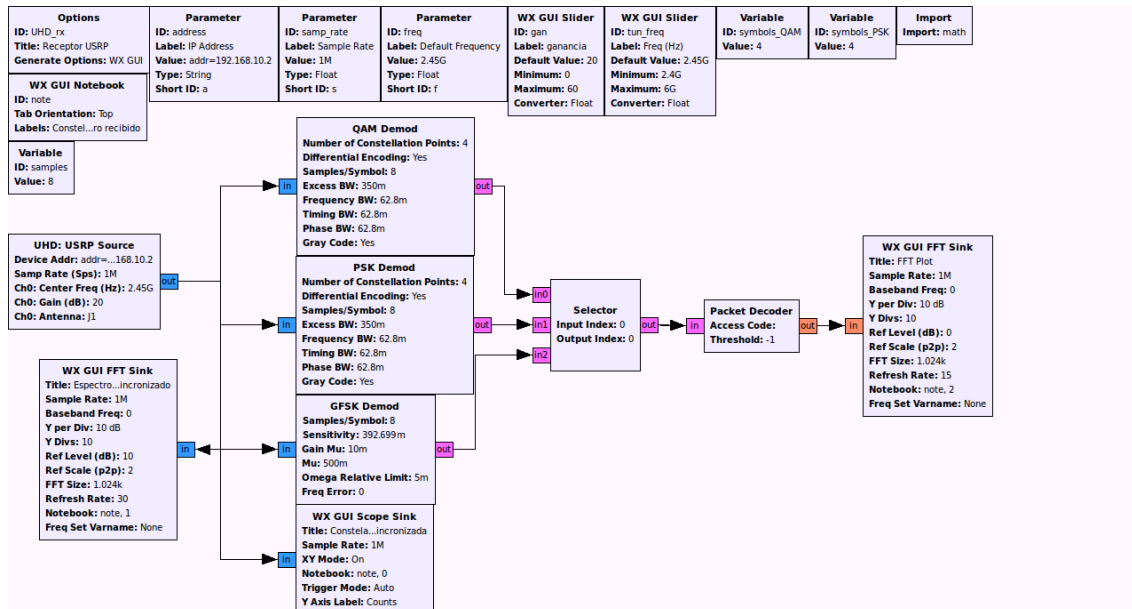 Options
ID: UHD_rx
Title: Receptor USRP
Generate Options: WX GUI
Parameter
ID: address
Label: IP Address
Value: addr=192.168.10.2
Type: String
Short ID: a
Parameter
ID: samp_rate
Label: Sample Rate
Value: 1M
Type: Float
Short ID: s
Parameter
ID: freq
Label: Default Frequency
Value: 2.45G
Type: Float
Short ID: f
WX GUI Slider
ID: gan
Label: ganancia
Default Value: 20
Minimum: 0
Maximum: 60
Converter: Float
WX GUI Slider
ID: tun_freq
Label: Freq (Hz)
Default Value: 2.45G
Minimum: 2.4G
Maximum: 6G
Converter: Float
Variable
ID: symbols_QAM
Value: 4
Variable
ID: symbols_PSK
Value: 4
Import
Import: math
WX GUI Notebook
ID: note
Tab Orientation: Top
Labels: Constel...ro recibido
Variable
ID: samples
Value: 8
QAM Demod
Number of Constellation Points: 4
Differential Encoding: Yes
Samples/Symbol: 8
Excess BW: 350m
Frequency BW: 62.8m
Timing BW: 62.8m
Phase BW: 62.8m
Gray Code: Yes
in
out
UHD: USRP Source
Device Addr: addr=...168.10.2
Samp Rate (Sps): 1M
Ch0: Center Freq (Hz): 2.45G
Ch0: Gain (dB): 20
Ch0: Antenna: J1
out
PSK Demod
Number of Constellation Points: 4
Differential Encoding: Yes
Samples/Symbol: 8
Excess BW: 350m
Frequency BW: 62.8m
Timing BW: 62.8m
Phase BW: 62.8m
Gray Code: Yes
in
out
Selector
Input Index: 0
Output Index: 0
in0
in1
in2
out
Packet Decoder
Access Code:
Threshold: -1
in
out
WX GUI FFT Sink
Title: FFT Plot
Sample Rate: 1M
Baseband Freq: 0
Y per Div: 10 dB
Y Divs: 10
Ref Level (dB): 0
Ref Scale (p2p): 2
FFT Size: 1.024k
Refresh Rate: 15
Notebook: note, 2
Freq Set Varname: None
in
WX GUI FFT Sink
Title: Espectro...incronizado
Sample Rate: 1M
Baseband Freq: 0
Y per Div: 10 dB
Y Divs: 10
Ref Level (dB): 10
Ref Scale (p2p): 2
FFT Size: 1.024k
Refresh Rate: 30
Notebook: note, 1
Freq Set Varname: None
in
GFSK Demod
Samples/Symbol: 8
Sensitivity: 392.699m
Gain Mu: 10m
Mu: 500m
Omega Relative Limit: 5m
Freq Error: 0
in
out
WX GUI Scope Sink
Title: Constela...incronizada
Sample Rate: 1M
XY Mode: On
Notebook: note, 0
Trigger Mode: Auto
Y Axis Label: Counts
in